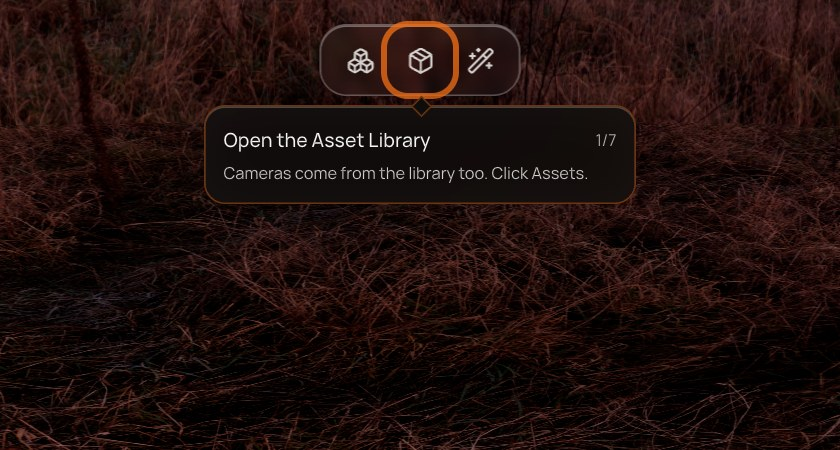 Open the Asset Library 1/7
Cameras come from the library too. Click Assets.